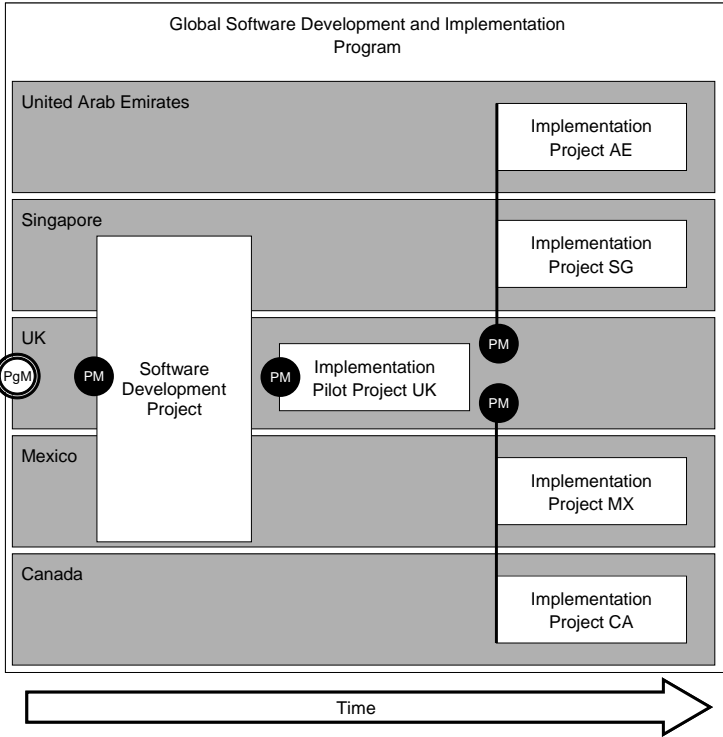 Global Software Development and Implementation
Program
United Arab Emirates
Implementation
Project AE
Singapore
Implementation
Project SG
UK
PgM
PM
Software
Development
Project
PM
Implementation
Pilot Project UK
PM
PM
Mexico
Implementation
Project MX
Canada
Implementation
Project CA
Time